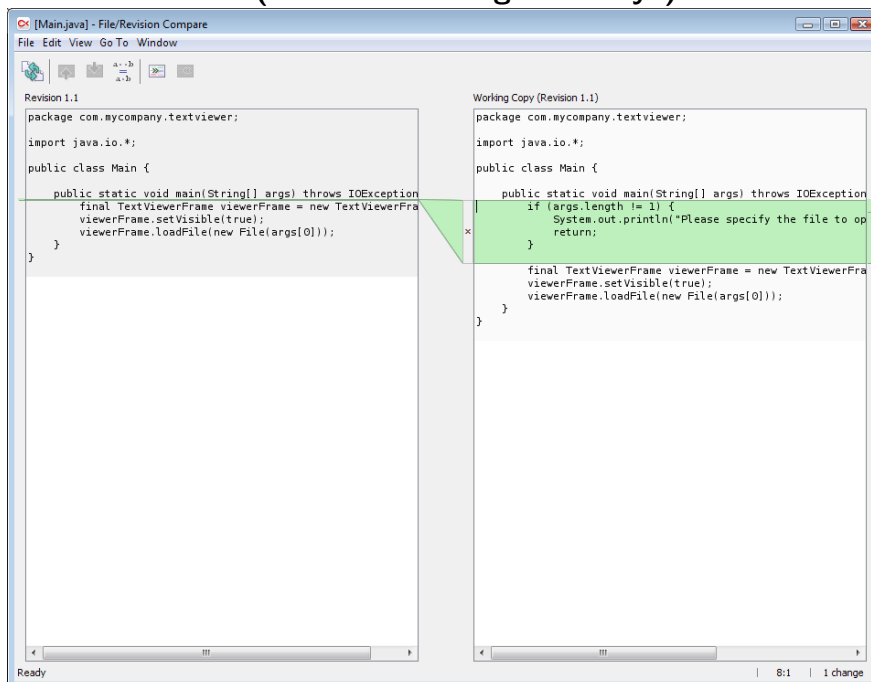 [Main.java] - File/Revision Compare
File Edit View Go To Window
a--b
=
a-b
Revision 1.1
package com.mycompany.textviewer;
import java.io.*;
public class Main {
public static void main(String[] args) throws IOException
final TextViewerFrame viewerFrame = new TextViewerFra
viewerFrame.setVisible(true);
viewerFrame.loadFile(new File(args[0]));
}
}
Working Copy (Revision 1.1)
package com.mycompany.textviewer;
import java.io.*;
public class Main {
public static void main(String[] args) throws IOException
if (args.length != 1) {
System.out.println("Please specify the file to op
return;
}
final TextViewerFrame viewerFrame = new TextViewerFra
viewerFrame.setVisible(true);
viewerFrame.loadFile(new File(args[0]));
}
}
Ready
8:1
1 change